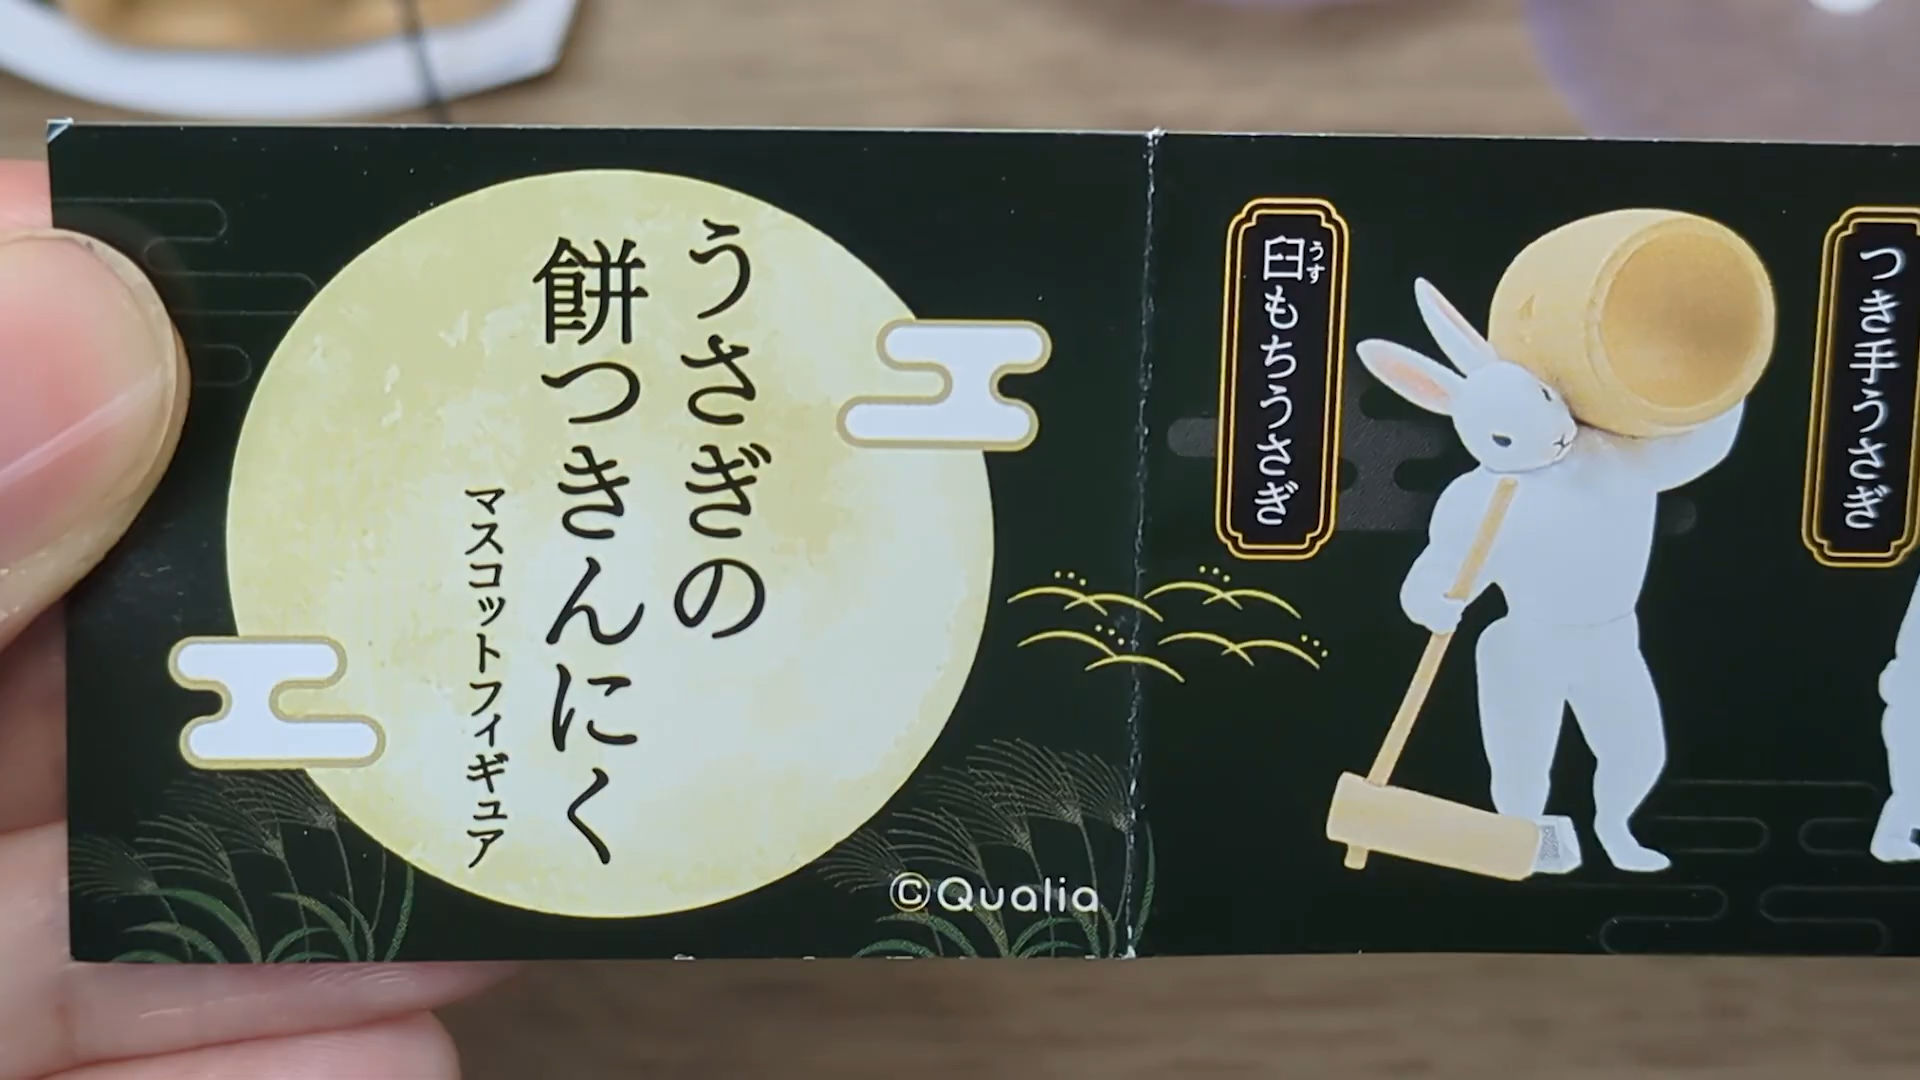 うさぎの
餅つきんにく
マスコットフィギュア
©Qualia
臼もちうさぎ
うす
つき手うさぎ